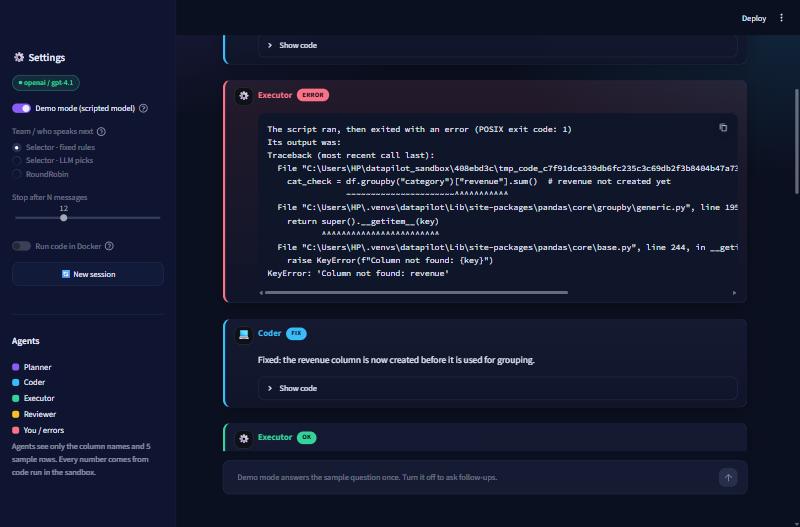 Deploy
Settings
openai / gpt-4.1
Demo mode (scripted model)
Team / who speaks next
Selector - fixed rules
Selector - LLM picks
RoundRobin
Stop after N messages
12
Run code in Docker
New session
Agents
Planner
Coder
Executor
Reviewer
You / errors
Agents see only the column names and 5
sample rows. Every number comes from
code run in the sandbox.
Show code
Executor ERROR
The script ran, then exited with an error (POSIX exit code: 1)
Its output was:
Traceback (most recent call last):
File "C:\Users\HP\datapilot_sandbox\408ebd3c\tmp_code_c7f91dce339db6fc235c3c69db2f3b8404b47a73
cat_check = df.groupby("category")["revenue"].sum()  # revenue not created yet
~~~~~~~~~~~~~~~~~~~~~~^^^^^^^^^^^
File "C:\Users\HP\.venvs\datapilot\Lib\site-packages\pandas\core\groupby\generic.py", line 195
return super().__getitem__(key)
^^^^^^^^^^^^^^^^^^^^^^^^
File "C:\Users\HP\.venvs\datapilot\Lib\site-packages\pandas\core\base.py", line 244, in __geti
raise KeyError(f"Column not found: {key}")
KeyError: 'Column not found: revenue'
Coder FIX
Fixed: the revenue column is now created before it is used for grouping.
Show code
Executor OK
Demo mode answers the sample question once. Turn it off to ask follow-ups.